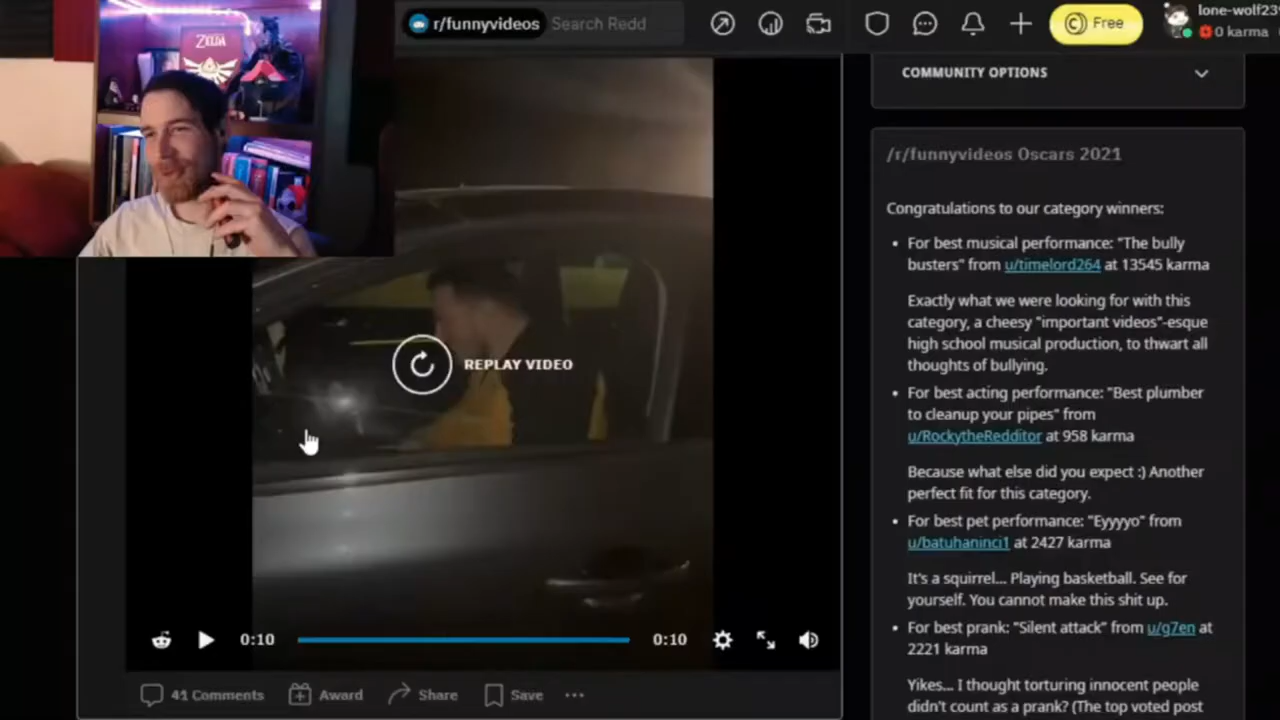 ZELDA
r/funnyvideos Search Redd
Free
lone-wolf239
0 karma
COMMUNITY OPTIONS
/r/funnyvideos Oscars 2021
Congratulations to our category winners:
For best musical performance: "The bully
busters" from u/timelord264 at 13545 karma
Exactly what we were looking for with this
category, a cheesy "important videos"-esque
high school musical production, to thwart all
thoughts of bullying.
For best acting performance: "Best plumber
to cleanup your pipes" from
u/RockytheRedditor at 958 karma
Because what else did you expect :) Another
perfect fit for this category.
For best pet performance: "Eyyyyo" from
u/batuhaninci1 at 2427 karma
It's a squirrel... Playing basketball. See for
yourself. You cannot make this shit up.
For best prank: "Silent attack" from u/g7en at
2221 karma
Yikes... I thought torturing innocent people
didn't count as a prank? (The top voted post
REPLAY VIDEO
0:10
0:10
41 Comments Award Share Save